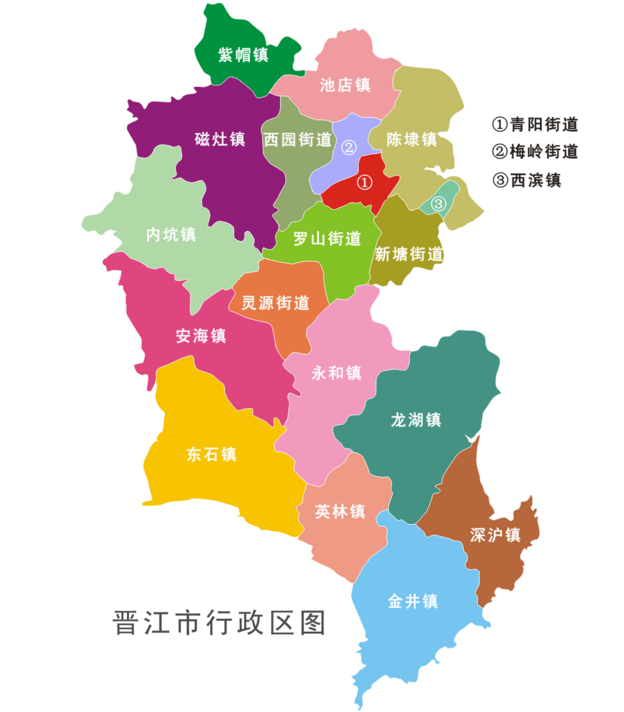 紫帽镇
池店镇
磁灶镇
西园街道
②
陈埭镇
①青阳街道
②梅岭街道
③西滨镇
①
③
内坑镇
罗山街道
新塘街道
灵源街道
安海镇
永和镇
龙湖镇
东石镇
英林镇
深沪镇
金井镇
晋江市行政区图